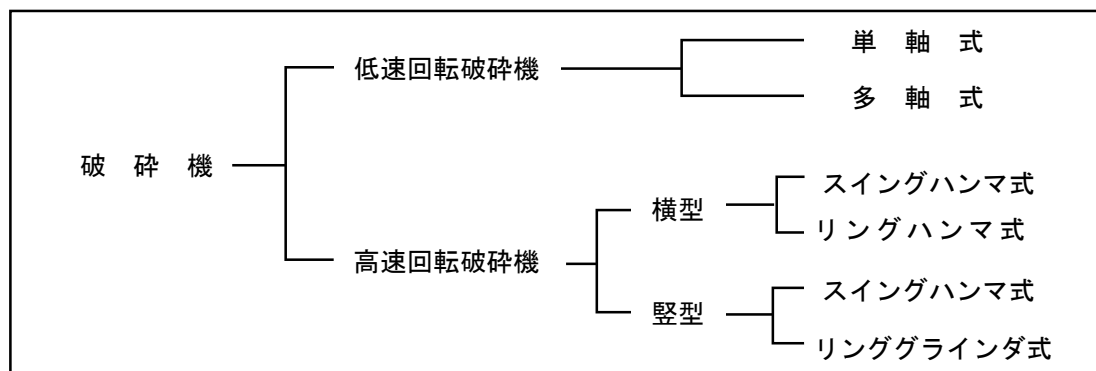 単軸式
低速回転破砕機
多軸式
破砕機
スイングハンマ式
横型
リングハンマ式
高速回転破砕機
スイングハンマ式
竪型
リンググラインダ式